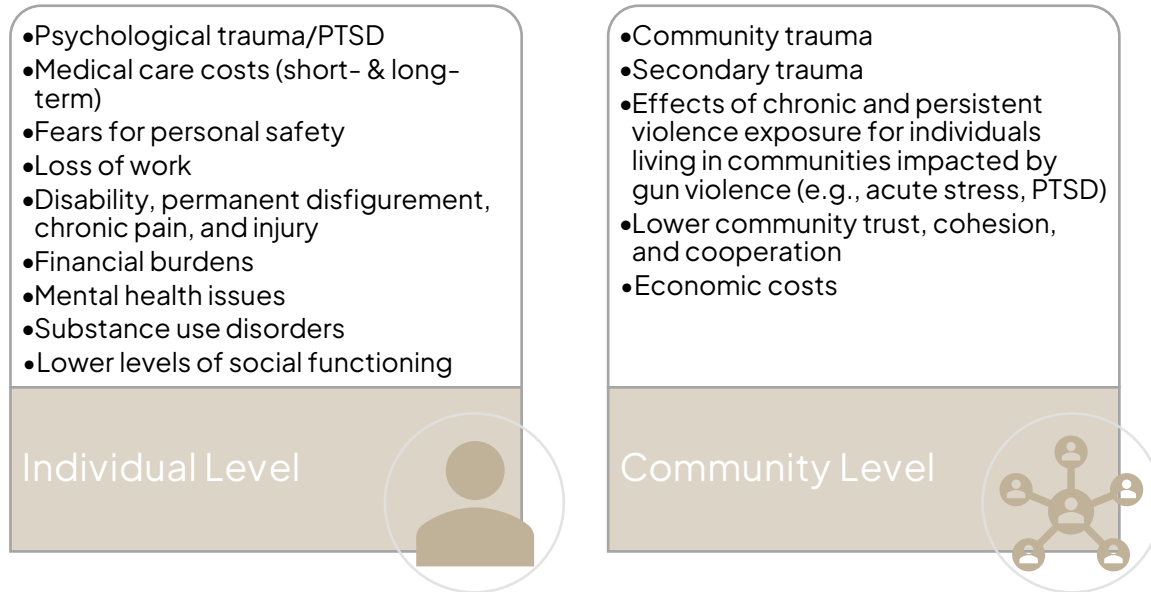 •Psychological trauma/PTSD
•Medical care costs (short- & long-
term)
•Fears for personal safety
•Loss of work
•Disability, permanent disfigurement,
chronic pain, and injury
•Financial burdens
•Mental health issues
•Substance use disorders
•Lower levels of social functioning
Individual Level
•Community trauma
•Secondary trauma
•Effects of chronic and persistent
violence exposure for individuals
living in communities impacted by
gun violence (e.g., acute stress, PTSD)
•Lower community trust, cohesion,
and cooperation
•Economic costs
Community Level